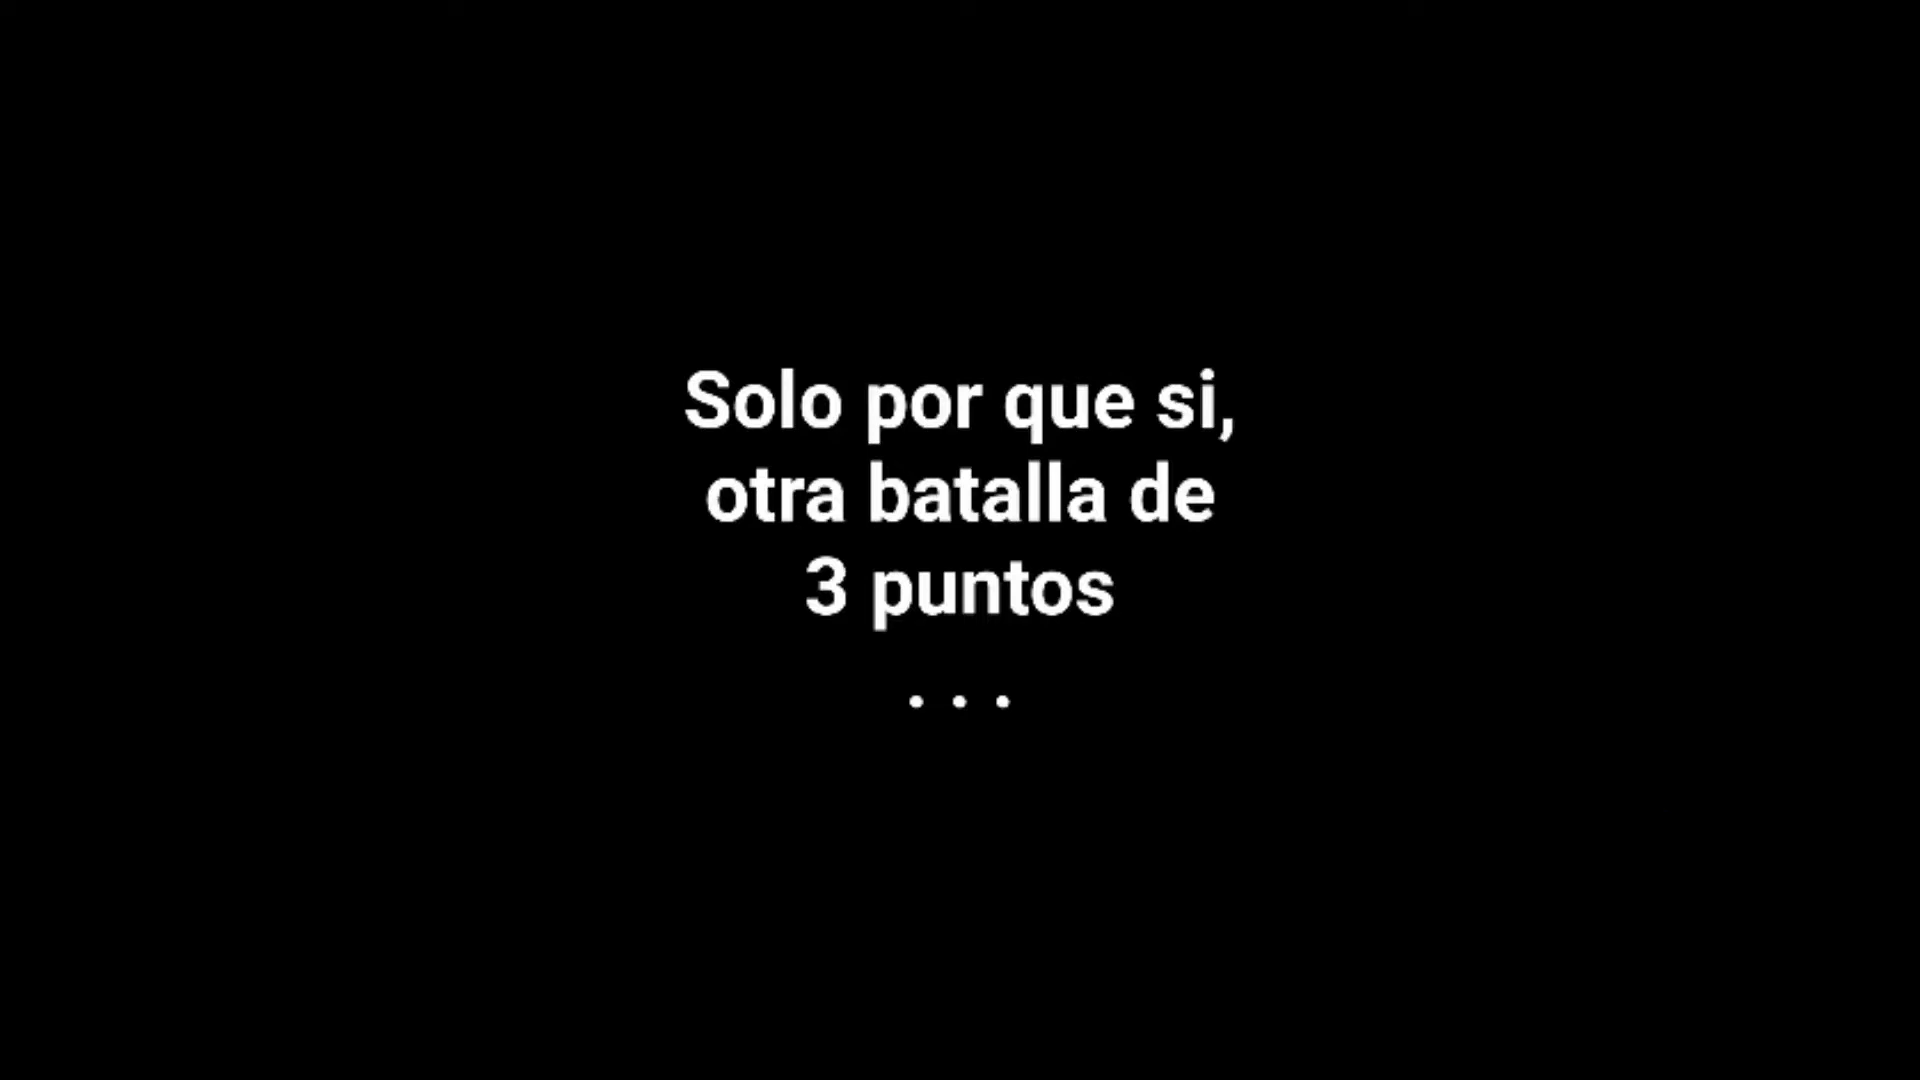 Solo por que si,
otra batalla de
3 puntos
. . .